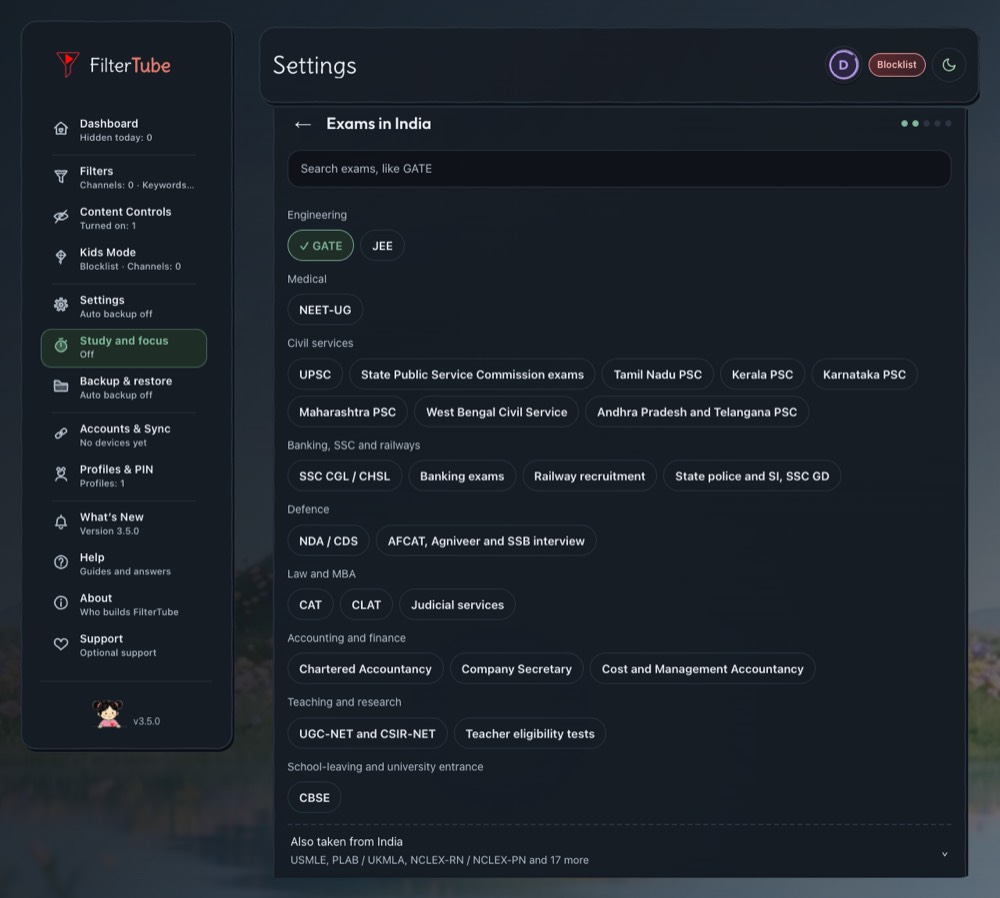 FilterTube
Dashboard
Hidden today: 0
Filters
Channels: 0 · Keywords...
Content Controls
Turned on: 1
Kids Mode
Blocklist · Channels: 0
Settings
Auto backup off
Study and focus
Off
Backup & restore
Auto backup off
Accounts & Sync
No devices yet
Profiles & PIN
Profiles: 1
What's New
Version 3.5.0
Help
Guides and answers
About
Who builds FilterTube
Support
Optional support
v3.5.0
Settings
D
Blocklist
← Exams in India
Search exams, like GATE
Engineering
✓ GATE JEE
Medical
NEET-UG
Civil services
UPSC State Public Service Commission exams Tamil Nadu PSC Kerala PSC Karnataka PSC
Maharashtra PSC West Bengal Civil Service Andhra Pradesh and Telangana PSC
Banking, SSC and railways
SSC CGL / CHSL Banking exams Railway recruitment State police and SI, SSC GD
Defence
NDA / CDS AFCAT, Agniveer and SSB interview
Law and MBA
CAT CLAT Judicial services
Accounting and finance
Chartered Accountancy Company Secretary Cost and Management Accountancy
Teaching and research
UGC-NET and CSIR-NET Teacher eligibility tests
School-leaving and university entrance
CBSE
Also taken from India
USMLE, PLAB / UKMLA, NCLEX-RN / NCLEX-PN and 17 more